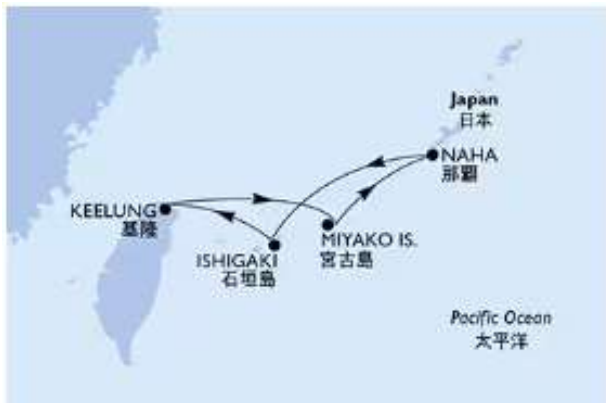 Japan
日本
NAHA
那覇
KEELUNG
基隆
MIYAKO IS.
宮古島
ISHIGAKI
石垣島
Pacific Ocean
太平洋